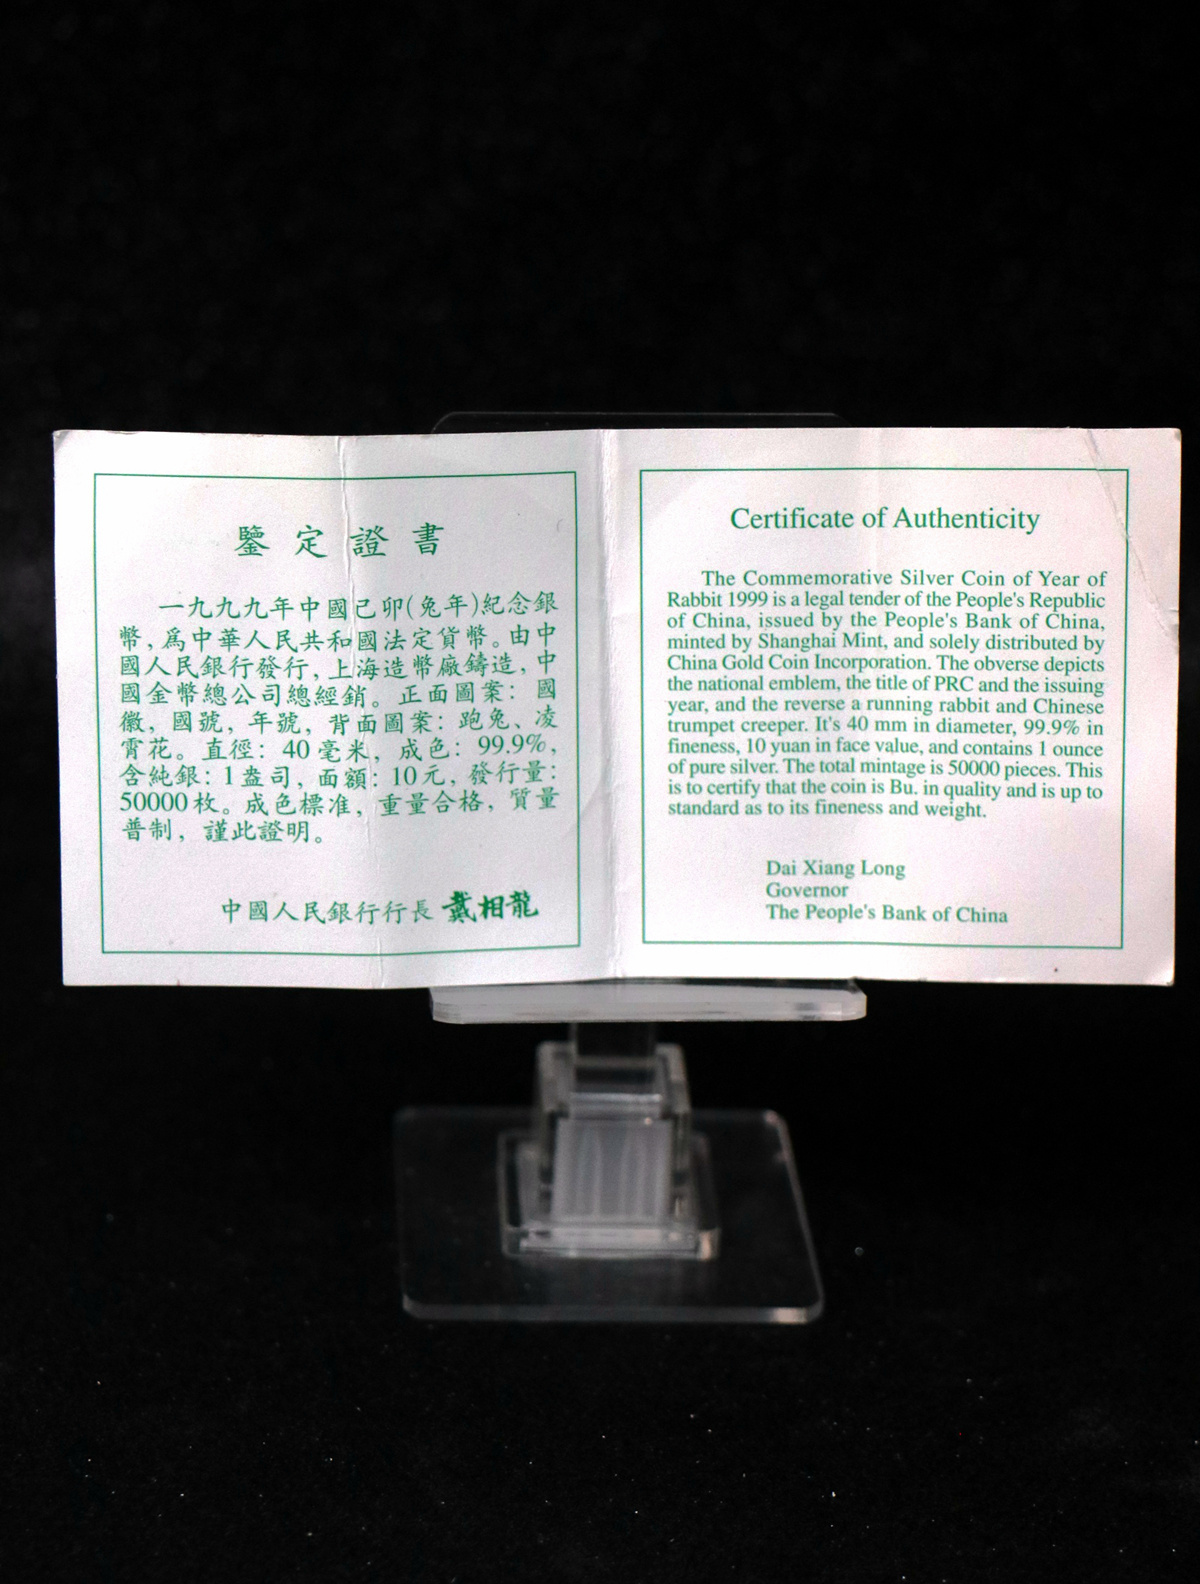 鑒定證書
一九九九年中國己卯(兔年)紀念銀
幣,爲中華人民共和國法定貨幣。由中
國人民銀行發行,上海造幣廠鑄造,中
國金幣總公司總經銷。正面圖案:國
徽,國號,年號,背面圖案:跑兔、凌
霄花。直徑:40毫米,成色:99.9%,
含純銀:1盎司,面額:10元,發行量:
50000枚。成色標准,重量合格,質量
普制,謹此證明。
中國人民銀行行長 戴相龍
Certificate of Authenticity
The Commemorative Silver Coin of Year of
Rabbit 1999 is a legal tender of the People's Republic
of China, issued by the People's Bank of China,
minted by Shanghai Mint, and solely distributed by
China Gold Coin Incorporation. The obverse depicts
the national emblem, the title of PRC and the issuing
year, and the reverse a running rabbit and Chinese
trumpet creeper. It's 40 mm in diameter, 99.9% in
fineness, 10 yuan in face value, and contains 1 ounce
of pure silver. The total mintage is 50000 pieces. This
is to certify that the coin is Bu. in quality and is up to
standard as to its fineness and weight.
Dai Xiang Long
Governor
The People's Bank of China